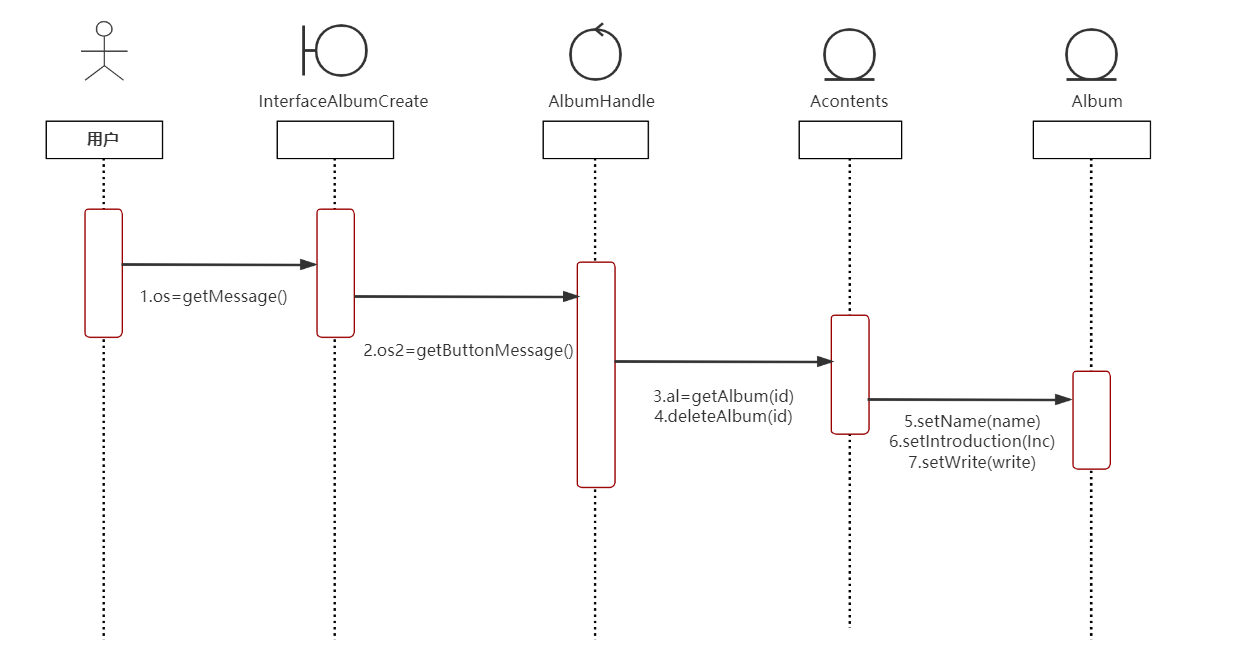 InterfaceAlbumCreate
AlbumHandle
Acontents
Album
用户
1.os=getMessage()
2.os2=getButtonMessage()
3.al=getAlbum(id)
4.deleteAlbum(id)
5.setName(name)
6.setIntroduction(Inc)
7.setWrite(write)